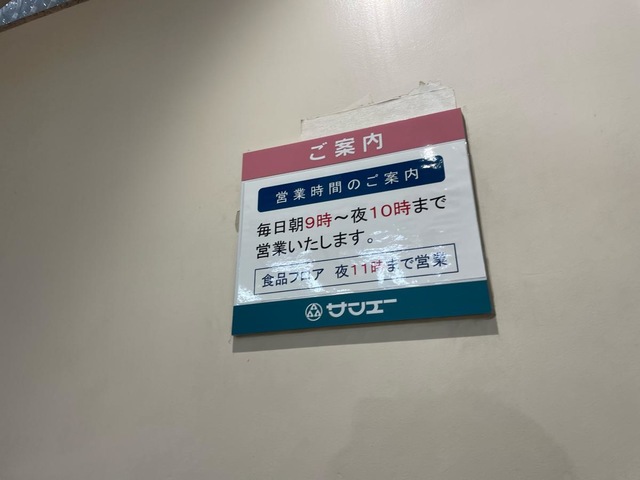 ご案内
営業時間のご案内
毎日朝9時～夜10時まで
営業いたします。
食品フロア 夜11時まで営業
サンエー